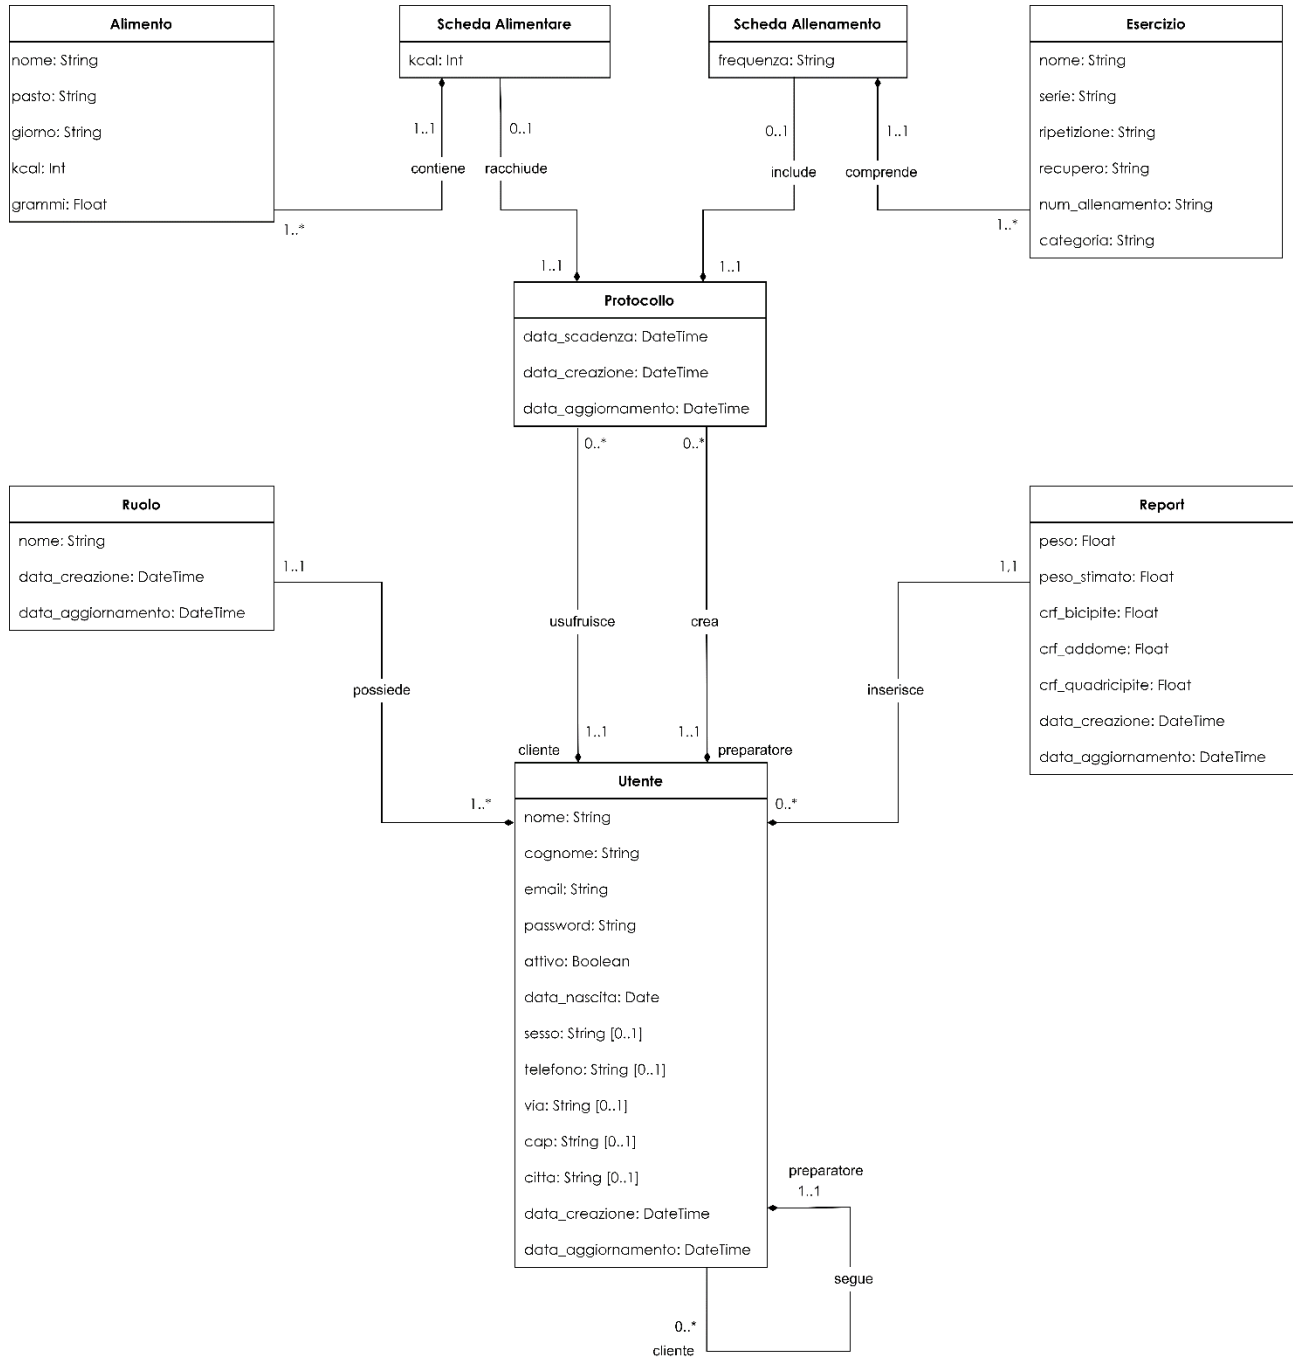 Alimento
nome: String
pasto: String
giorno: String
kcal: Int
grammi: Float
Scheda Alimentare
kcal: Int
Scheda Allenamento
frequenza: String
Esercizio
nome: String
serie: String
ripetizione: String
recupero: String
num_allenamento: String
categoria: String
1..1
0..1
contiene
racchiude
1..*
1..1
0..1
1..1
include
comprende
1..*
1..1
Protocollo
data_scadenza: DateTime
data_creazione: DateTime
data_aggiornamento: DateTime
0..*
0..*
Ruolo
nome: String
data_creazione: DateTime
data_aggiornamento: DateTime
1..1
possiede
1..*
usufruisce
crea
1..1
1..1
cliente
preparatore
Report
peso: Float
peso_stimato: Float
crf_bicipite: Float
crf_addome: Float
crf_quadricipite: Float
data_creazione: DateTime
data_aggiornamento: DateTime
1,1
inserisce
0..*
Utente
nome: String
cognome: String
email: String
password: String
attivo: Boolean
data_nascita: Date
sesso: String [0..1]
telefono: String [0..1]
via: String [0..1]
cap: String [0..1]
citta: String [0..1]
data_creazione: DateTime
data_aggiornamento: DateTime
preparatore
1..1
segue
0..*
cliente